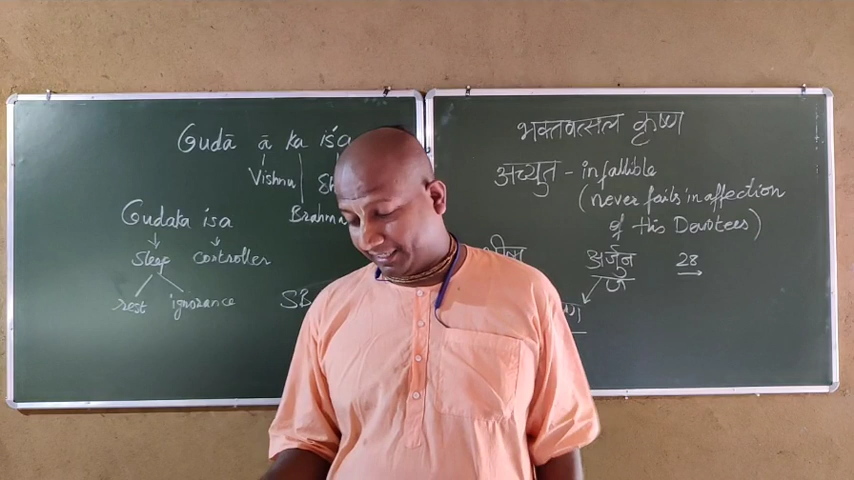 Gudā ā ka iśa
Vishnu
Brahma
Gudaka isa
sleep controller
rest ignorance
SB
भक्तवत्सल कृष्ण
अच्युत - infallible
(never fails in affection
of His Devotees)
अर्जुन 28